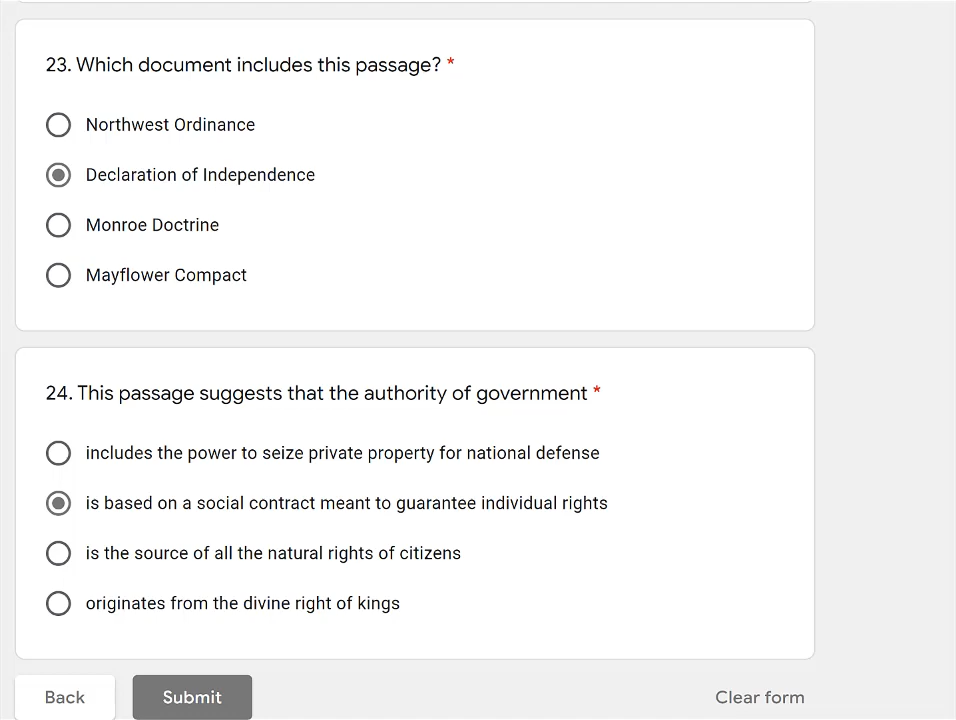 23. Which document includes this passage? *
Northwest Ordinance
Declaration of Independence
Monroe Doctrine
Mayflower Compact
24. This passage suggests that the authority of government *
includes the power to seize private property for national defense
is based on a social contract meant to guarantee individual rights
is the source of all the natural rights of citizens
originates from the divine right of kings
Back Submit Clear form